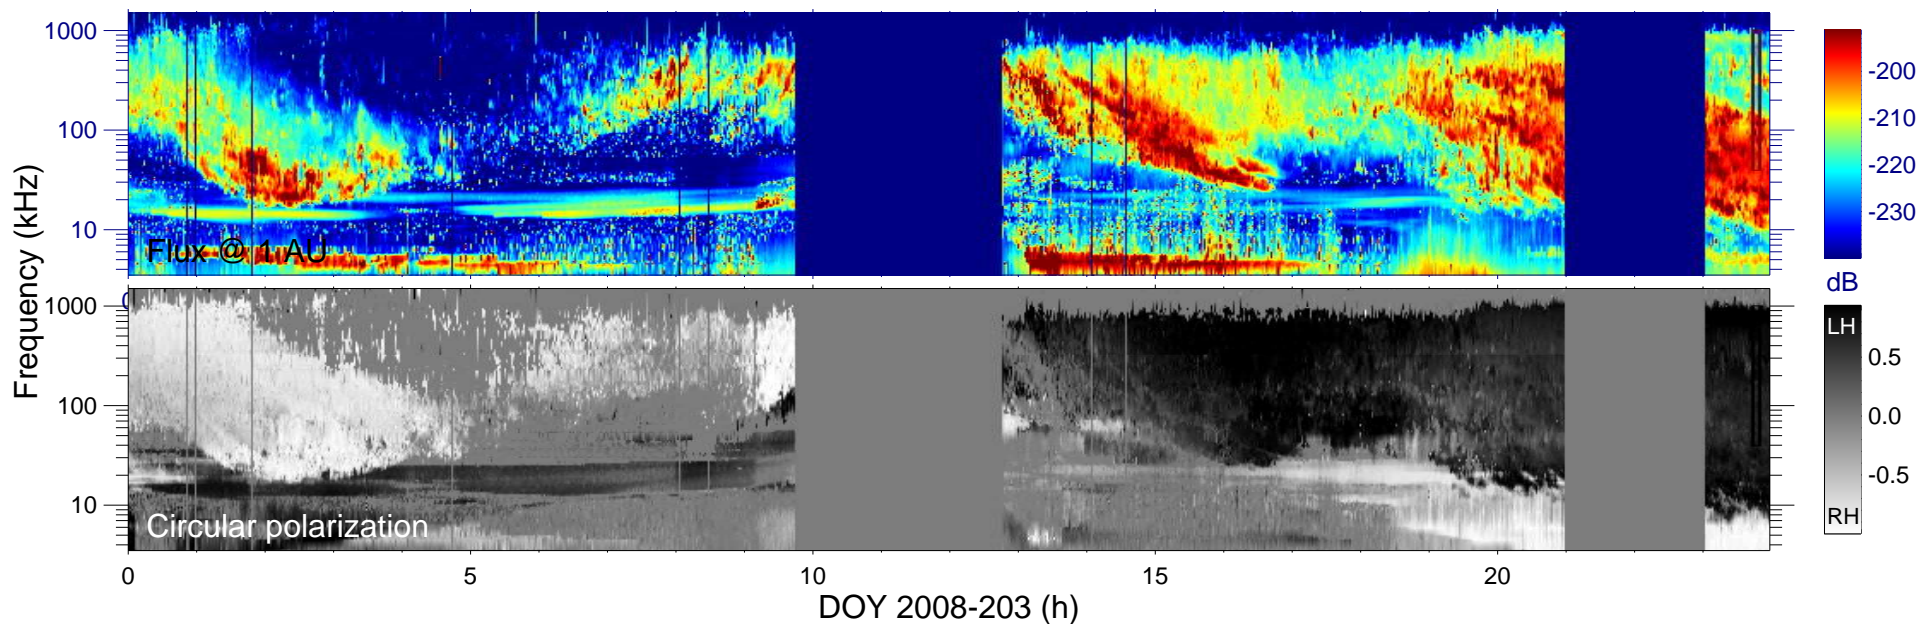 1000
100
10
Flux @ 1 AU
-200
-210
-220
-230
dB
0
1000
100
10
Circular polarization
LH
0.5
0.0
-0.5
RH
0 5 10 15 20
DOY 2008-203 (h)
Frequency (kHz)